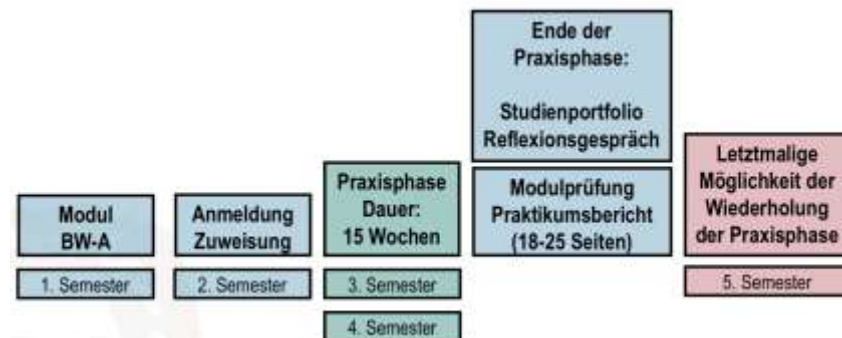 Modul
BW-A
1. Semester
Anmeldung
Zuweisung
2. Semester
Praxisphase
Dauer:
15 Wochen
3. Semester
4. Semester
Ende der
Praxisphase:
Studienportfolio
Reflexionsgespräch
Modulprüfung
Praktikumsbericht
(18-25 Seiten)
Letztmalige
Möglichkeit der
Wiederholung
der Praxisphase
5. Semester